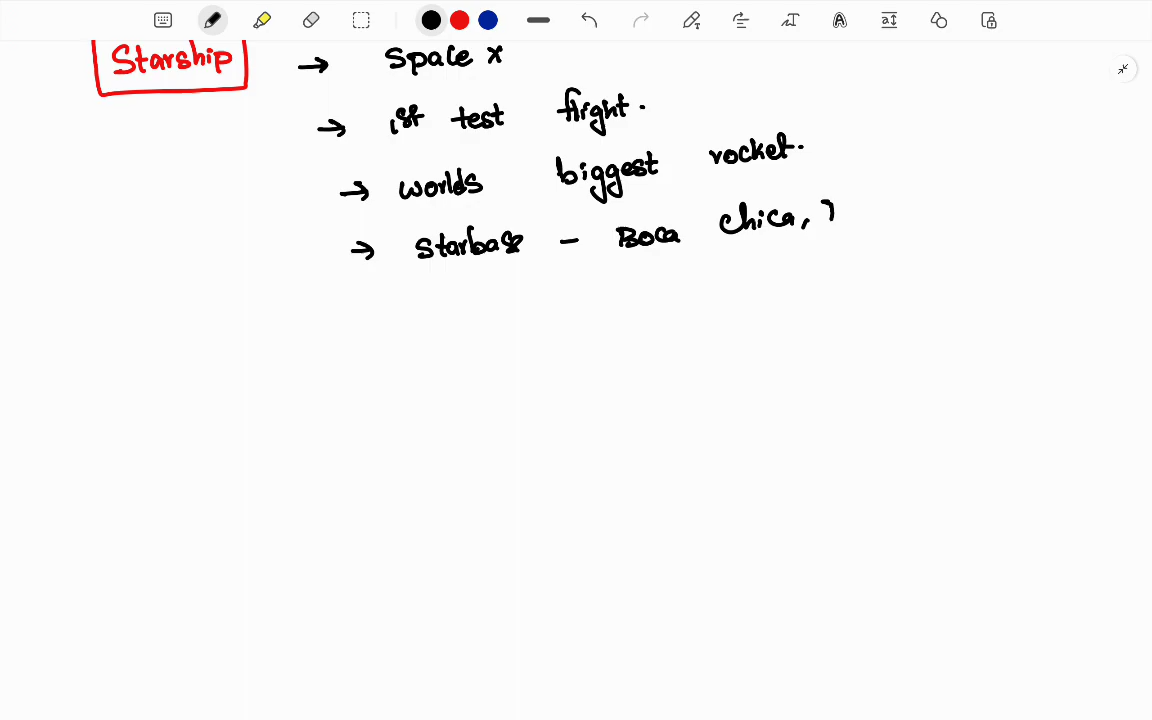 Starship → Space X
→ 1st test flight.
→ worlds biggest rocket.
→ Starbase - Boca chica,